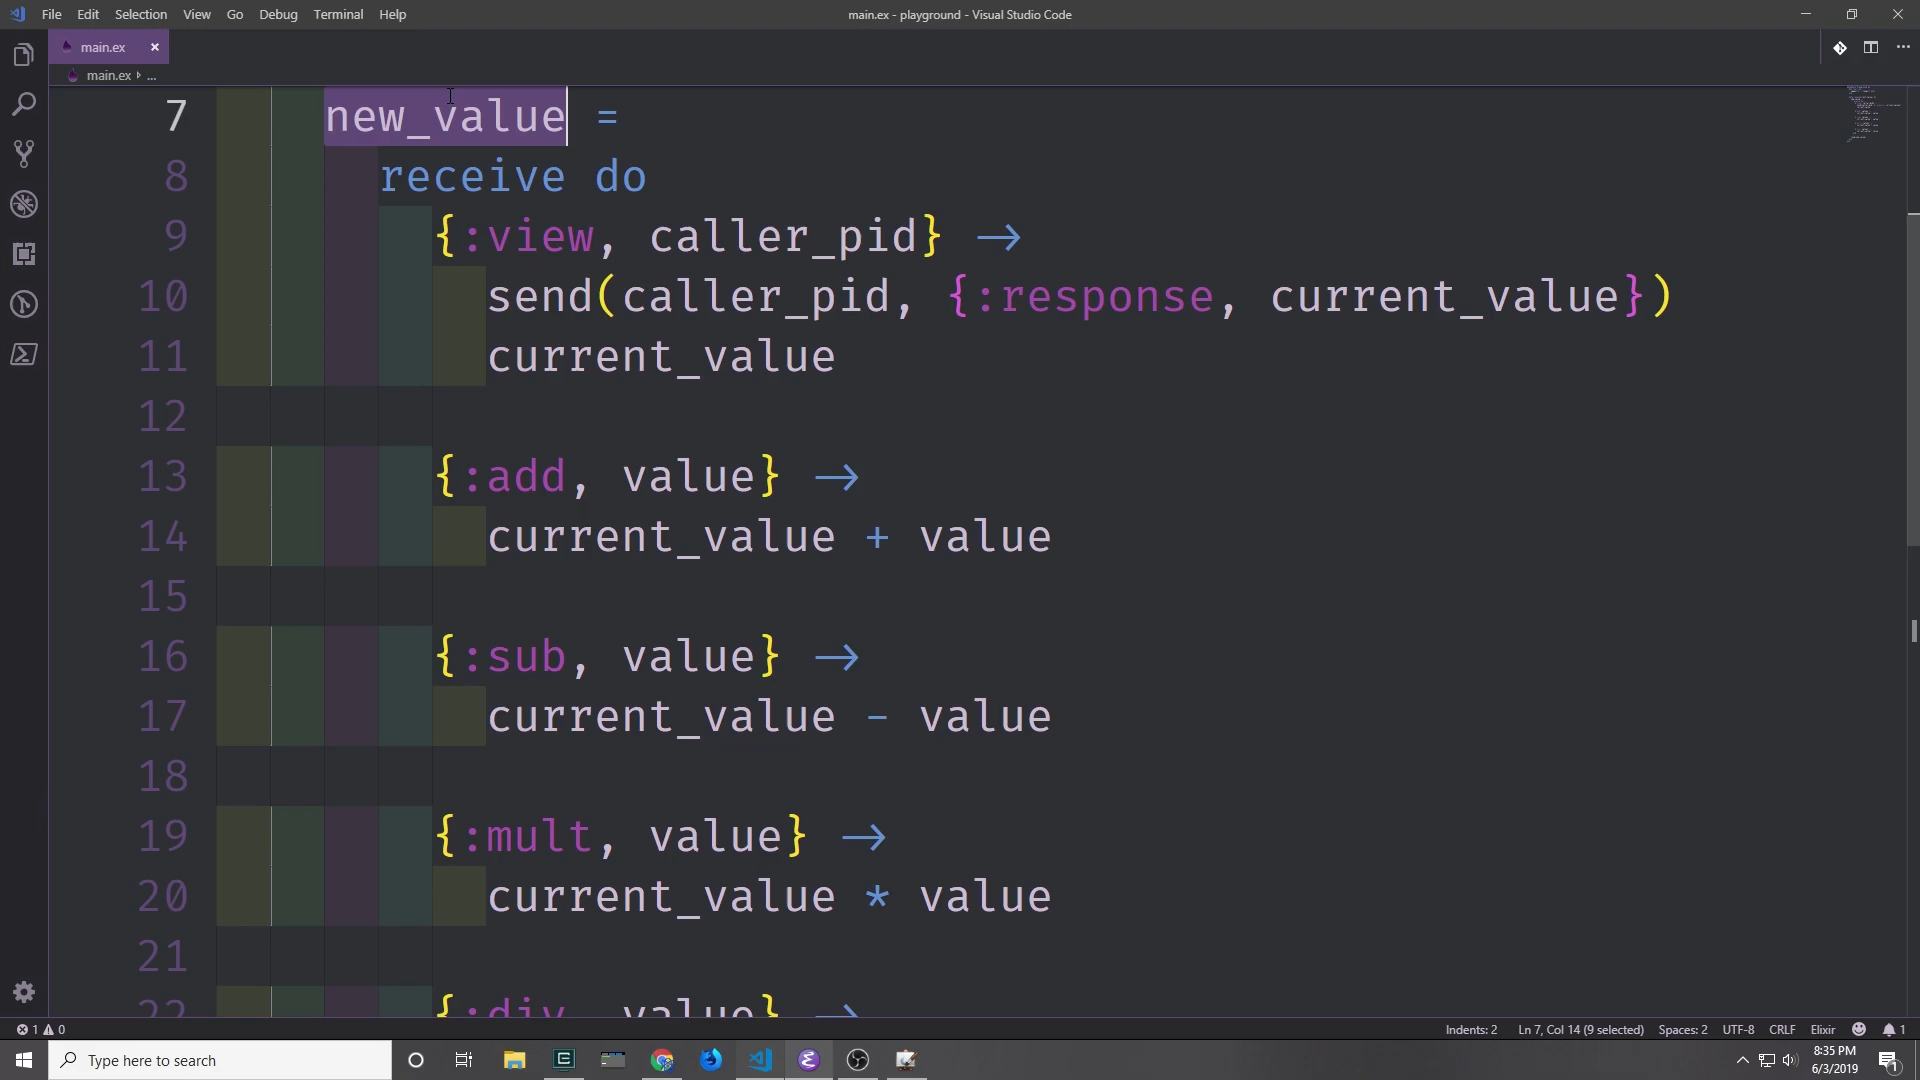 File Edit Selection View Go Debug Terminal Help
main.ex - playground - Visual Studio Code
main.ex ×
main.ex ...
7 new_value =
8 receive do
9 {:view, caller_pid} ->
10 send(caller_pid, {:response, current_value})
11 current_value
12
13 {:add, value} ->
14 current_value + value
15
16 {:sub, value} ->
17 current_value - value
18
19 {:mult, value} ->
20 current_value * value
21
22 {:div, value} ->
1 0 Indents: 2 Ln 7, Col 14 (9 selected) Spaces: 2 UTF-8 CRLF Elixir 1
Type here to search
8:35 PM
6/3/2019
1